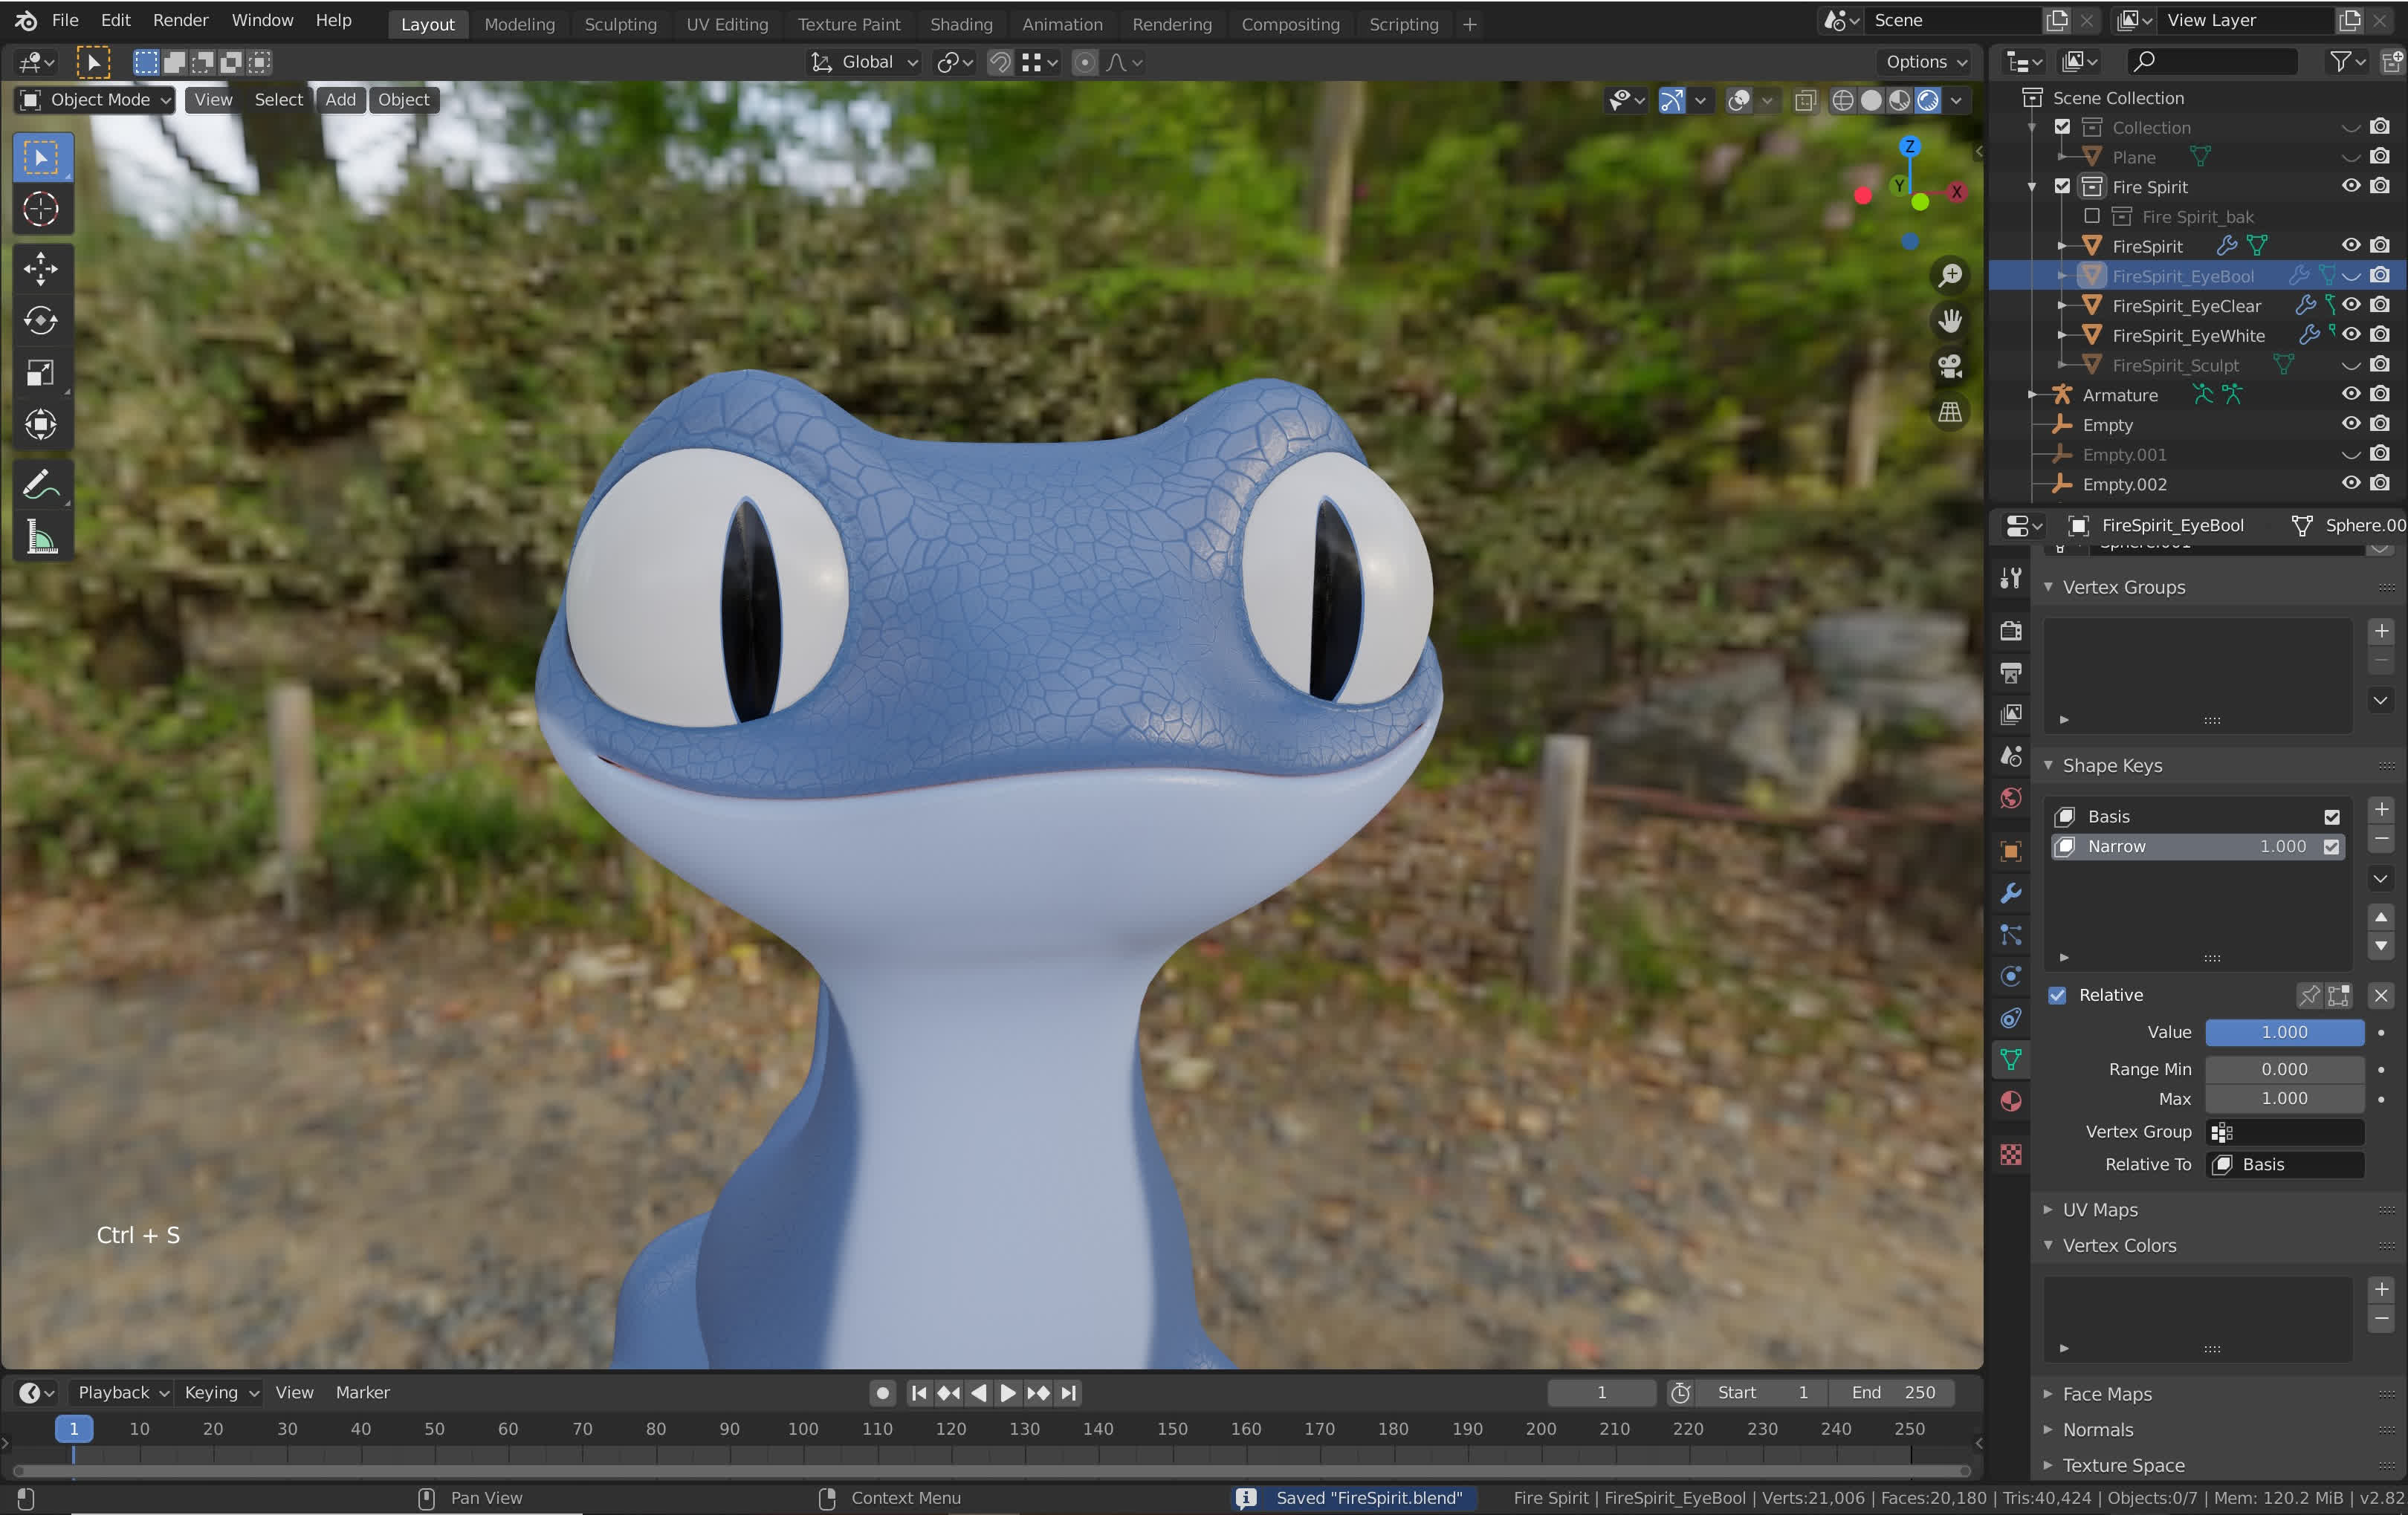 File Edit Render Window Help Layout Modeling Sculpting UV Editing Texture Paint Shading Animation Rendering Compositing Scripting + Scene View Layer
Global Options
Object Mode View Select Add Object
Z
Y
X
Ctrl + S
Scene Collection
Collection
Plane
Fire Spirit
Fire Spirit_bak
FireSpirit
FireSpirit_EyeBool
FireSpirit_EyeClear
FireSpirit_EyeWhite
FireSpirit_Sculpt
Armature
Empty
Empty.001
Empty.002
FireSpirit_EyeBool Sphere.00
Sphere.001
Vertex Groups
Shape Keys
Basis
Narrow 1.000
Relative
Value 1.000
Range Min 0.000
Max 1.000
Vertex Group
Relative To Basis
UV Maps
Vertex Colors
Face Maps
Normals
Texture Space
Playback Keying View Marker 1 Start 1 End 250
1 10 20 30 40 50 60 70 80 90 100 110 120 130 140 150 160 170 180 190 200 210 220 230 240 250
Pan View Context Menu Saved "FireSpirit.blend" Fire Spirit | FireSpirit_EyeBool | Verts:21,006 | Faces:20,180 | Tris:40,424 | Objects:0/7 | Mem: 120.2 MiB | v2.82